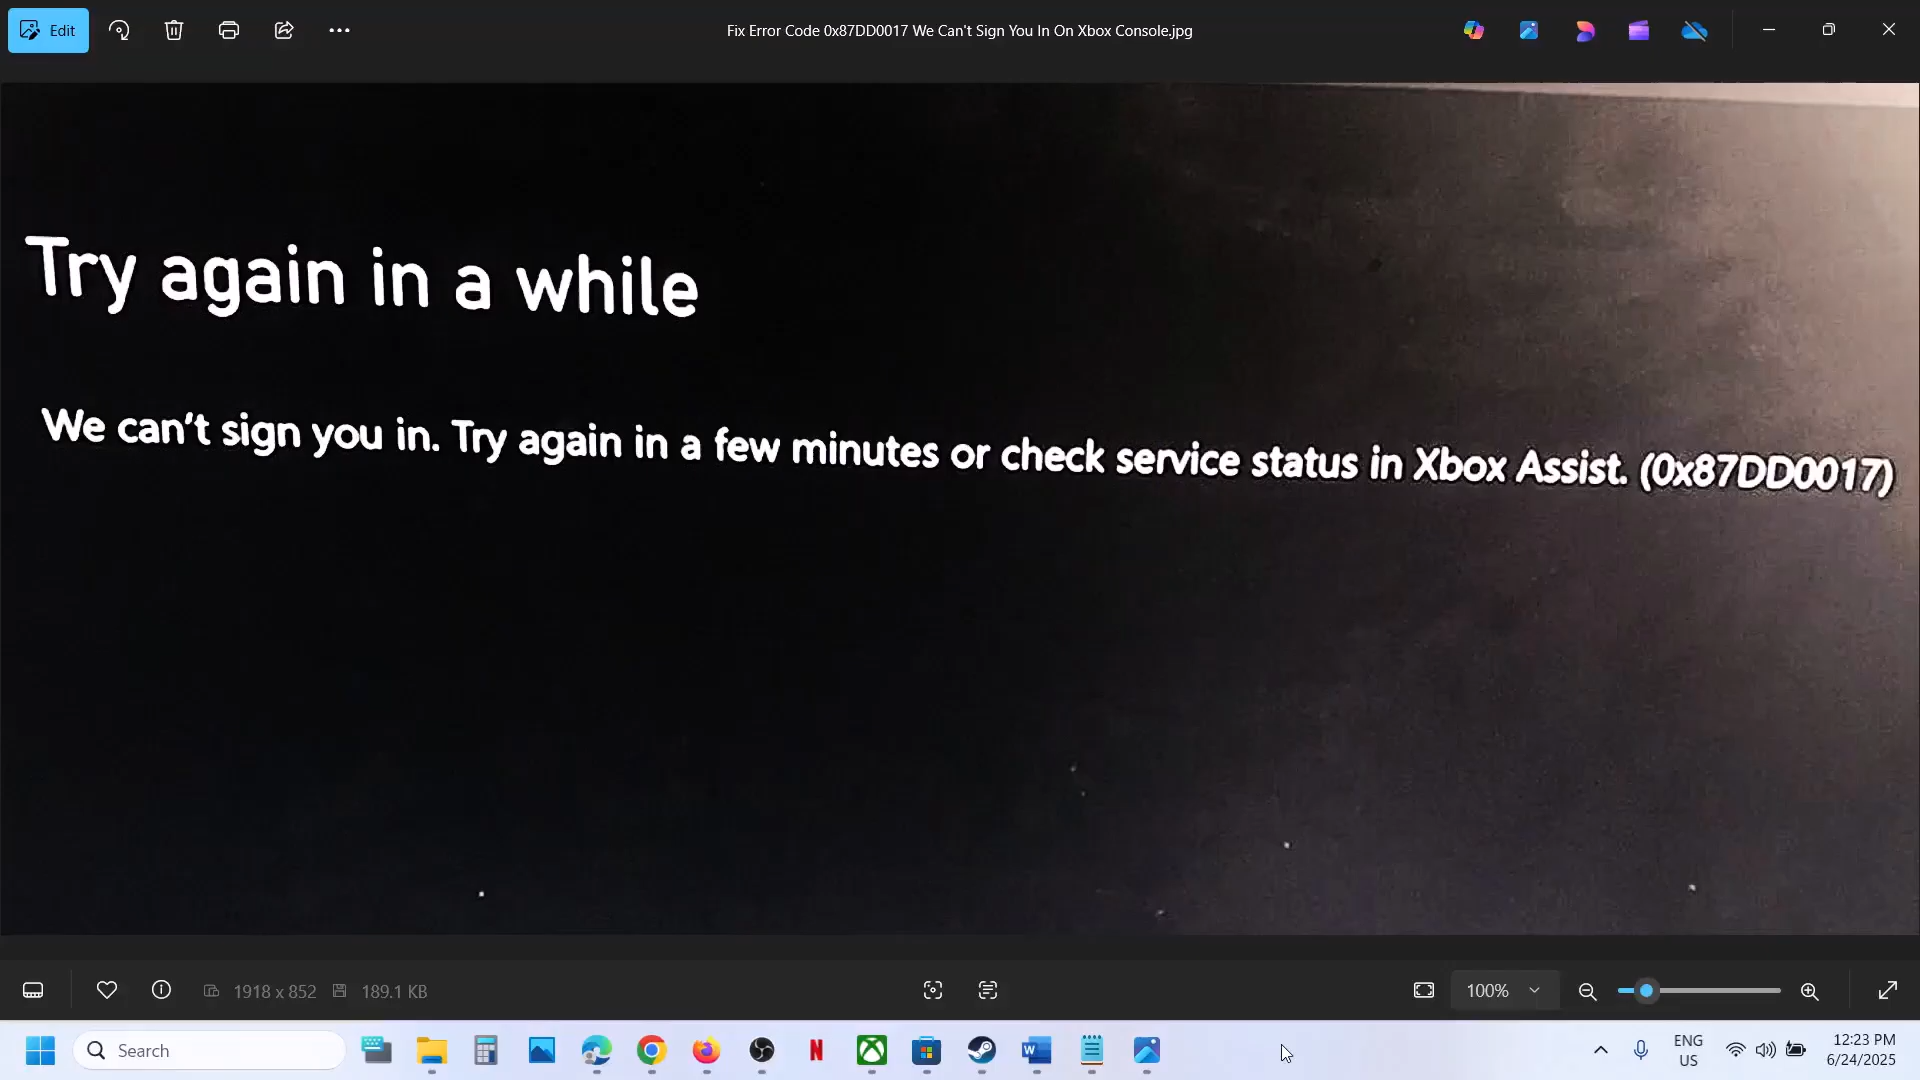 Edit
Fix Error Code 0x87DD0017 We Can't Sign You In On Xbox Console.jpg
Try again in a while
We can't sign you in. Try again in a few minutes or check service status in Xbox Assist. (0x87DD0017)
1918 x 852
189.1 KB
100%
Search
N
W
ENG
US
12:23 PM
6/24/2025